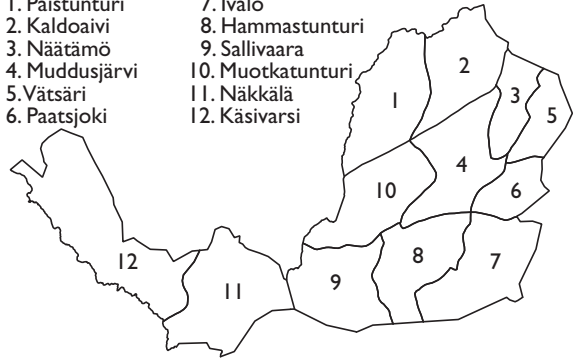 1. Paistunturi
2. Kaldoaivi
3. Näätämö
4. Muddusjärvi
5. Vätsäri
6. Paatsjoki
7. Ivalo
8. Hammastunturi
9. Sallivaara
10. Muotkatunturi
11. Näkkälä
12. Käsivarsi
1
2
3
5
4
10
6
12
11
9
8
7